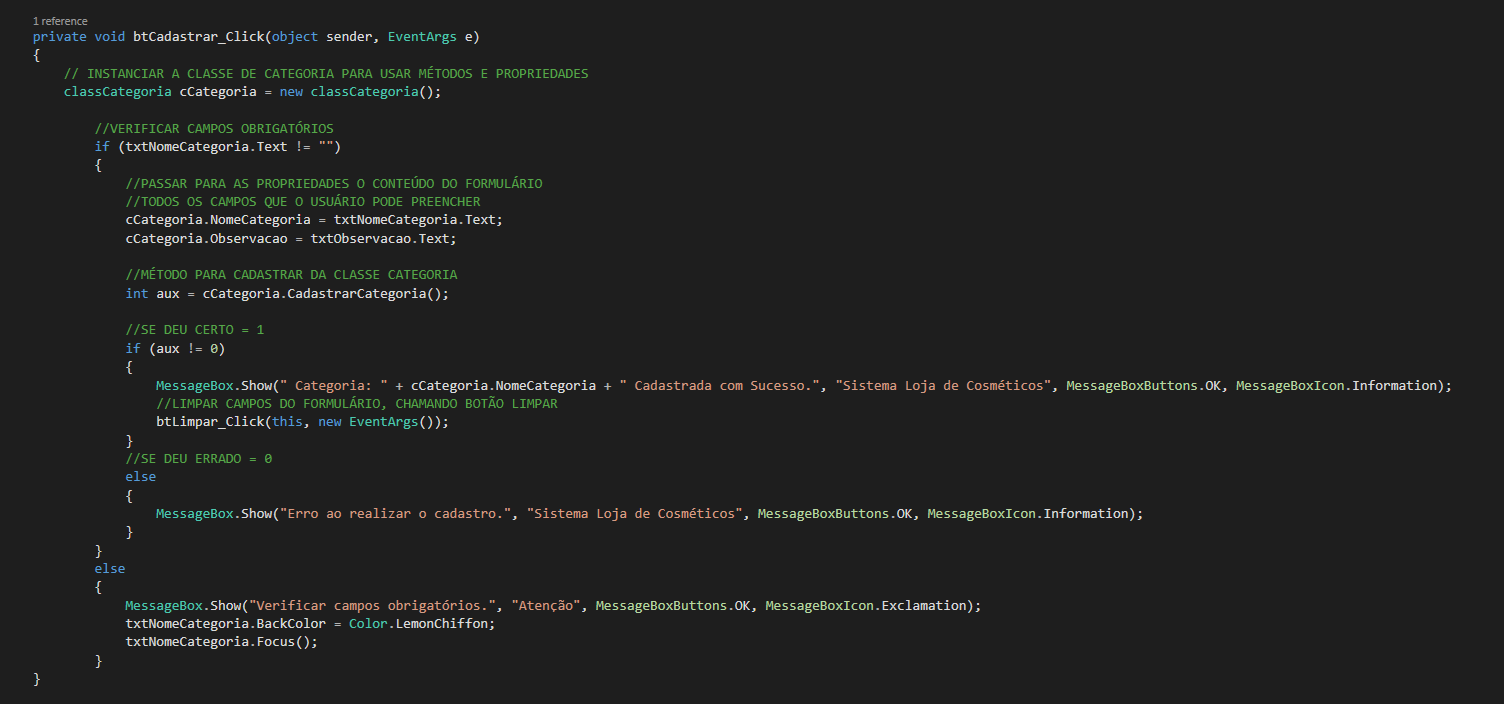 1 reference
private void btCadastrar_Click(object sender, EventArgs e)
{
// INSTANCIAR A CLASSE DE CATEGORIA PARA USAR MÉTODOS E PROPRIEDADES
classCategoria cCategoria = new classCategoria();
//VERIFICAR CAMPOS OBRIGATÓRIOS
if (txtNomeCategoria.Text != "")
{
//PASSAR PARA AS PROPRIEDADES O CONTEÚDO DO FORMULÁRIO
//TODOS OS CAMPOS QUE O USUÁRIO PODE PREENCHER
cCategoria.NomeCategoria = txtNomeCategoria.Text;
cCategoria.Observacao = txtObservacao.Text;
//MÉTODO PARA CADASTRAR DA CLASSE CATEGORIA
int aux = cCategoria.CadastrarCategoria();
//SE DEU CERTO = 1
if (aux != 0)
{
MessageBox.Show(" Categoria: " + cCategoria.NomeCategoria + " Cadastrada com Sucesso.", "Sistema Loja de Cosméticos", MessageBoxButtons.OK, MessageBoxIcon.Information);
//LIMPAR CAMPOS DO FORMULÁRIO, CHAMANDO BOTÃO LIMPAR
btLimpar_Click(this, new EventArgs());
}
//SE DEU ERRADO = 0
else
{
MessageBox.Show("Erro ao realizar o cadastro.", "Sistema Loja de Cosméticos", MessageBoxButtons.OK, MessageBoxIcon.Information);
}
}
else
{
MessageBox.Show("Verificar campos obrigatórios.", "Atenção", MessageBoxButtons.OK, MessageBoxIcon.Exclamation);
txtNomeCategoria.BackColor = Color.LemonChiffon;
txtNomeCategoria.Focus();
}
}